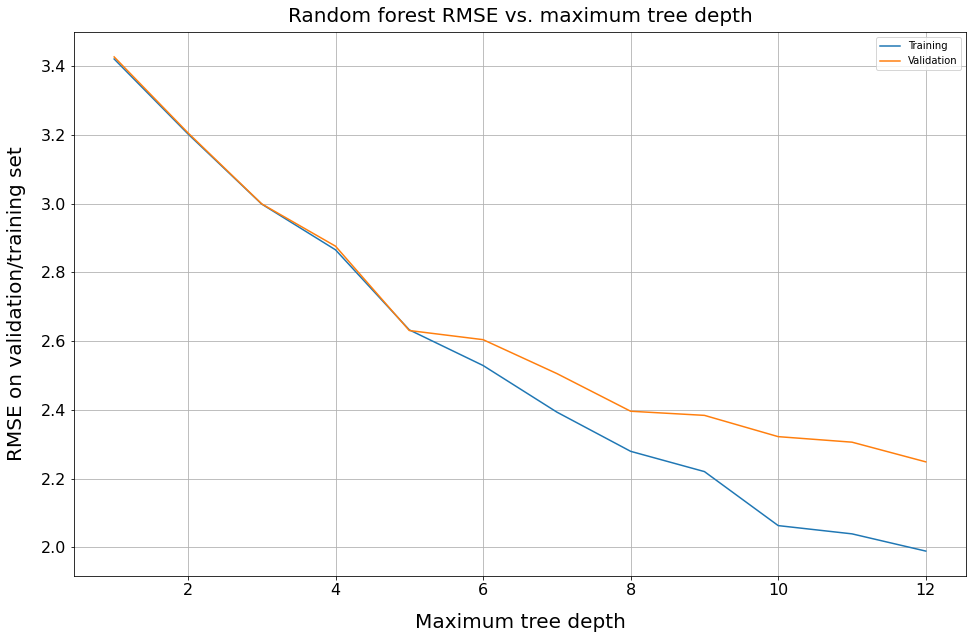 Random forest RMSE vs. maximum tree depth
Training
Validation
RMSE on validation/training set
3.4
3.2
3.0
2.8
2.6
2.4
2.2
2.0
2 4 6 8 10 12
Maximum tree depth